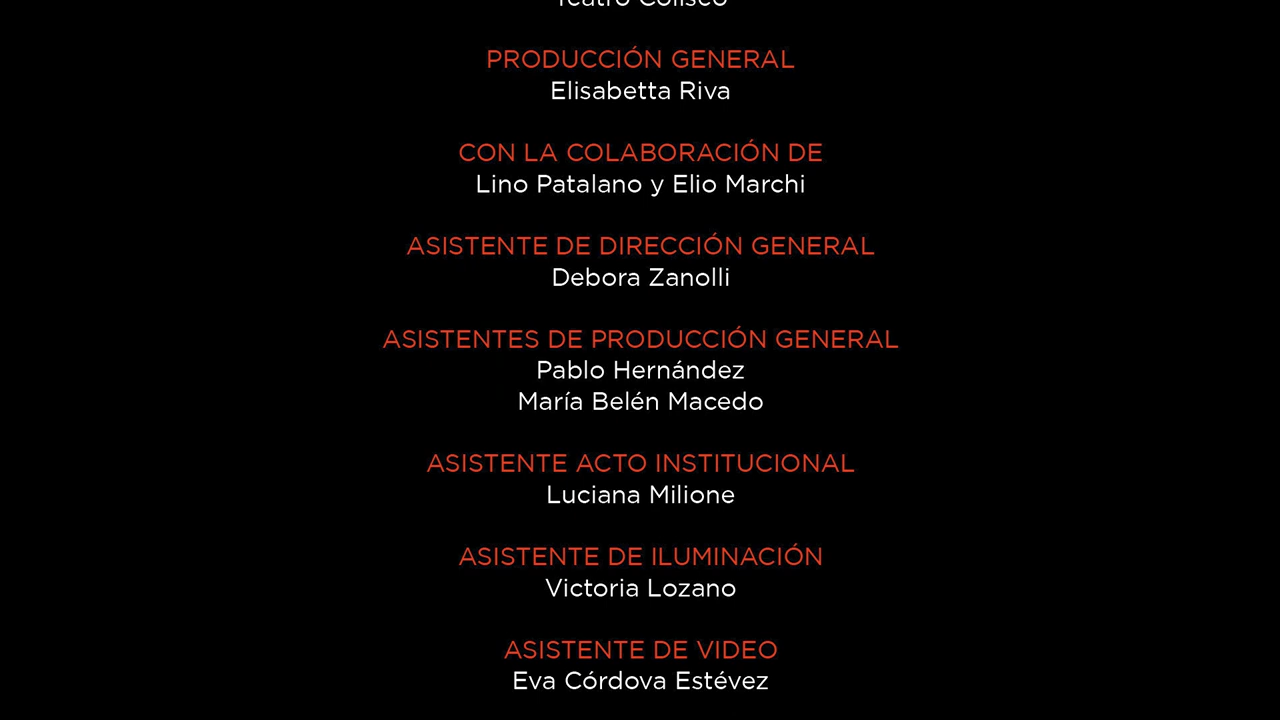 Teatro Coliseo
PRODUCCIÓN GENERAL
Elisabetta Riva
CON LA COLABORACIÓN DE
Lino Patalano y Elio Marchi
ASISTENTE DE DIRECCIÓN GENERAL
Debora Zanolli
ASISTENTES DE PRODUCCIÓN GENERAL
Pablo Hernández
María Belén Macedo
ASISTENTE ACTO INSTITUCIONAL
Luciana Milione
ASISTENTE DE ILUMINACIÓN
Victoria Lozano
ASISTENTE DE VIDEO
Eva Córdova Estévez